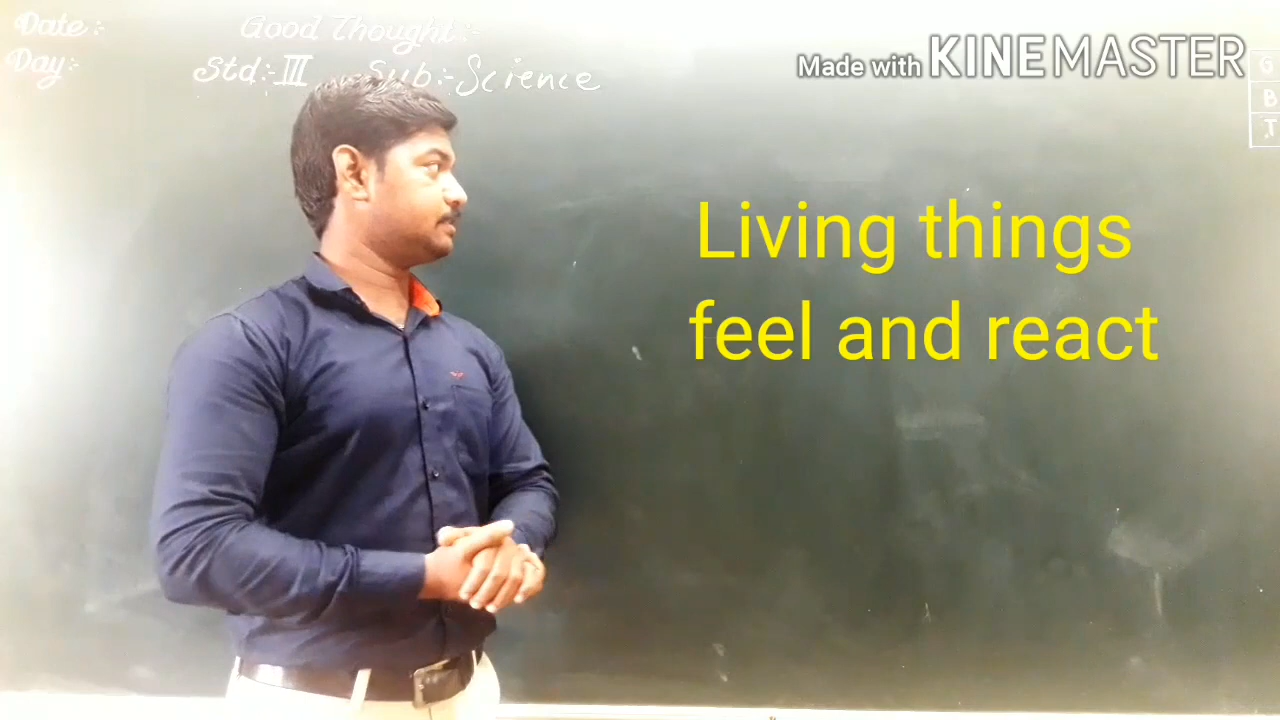 Date:-
Good Thought:-
Day:-
Std:-III
Sub:-Science
Made with KINEMASTER
G
B
T
Living things
feel and react